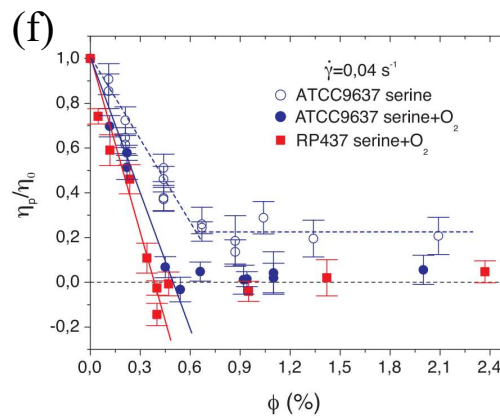 (f)
γ̇=0,04 s⁻¹
ATCC9637 serine
ATCC9637 serine+O₂
RP437 serine+O₂
ηp/η₀
1,0
0,8
0,6
0,4
0,2
0,0
-0,2
0,0 0,3 0,6 0,9 1,2 1,5 1,8 2,1 2,4
ϕ (%)